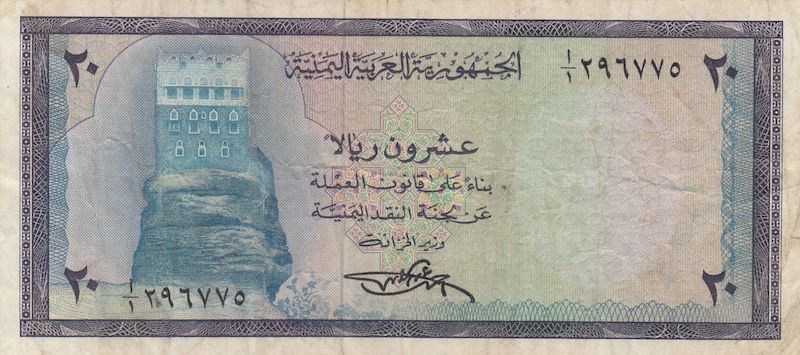 الجمهورية العربية اليمنية
١/١ ٢٩٦٧٧٥
٢٠
٢٠
عشرون ريالاً
بناءً على قانون العملة
عن لجنة النقد اليمنية
وزير الخزانة
١/١ ٢٩٦٧٧٥
٢٠
٢٠